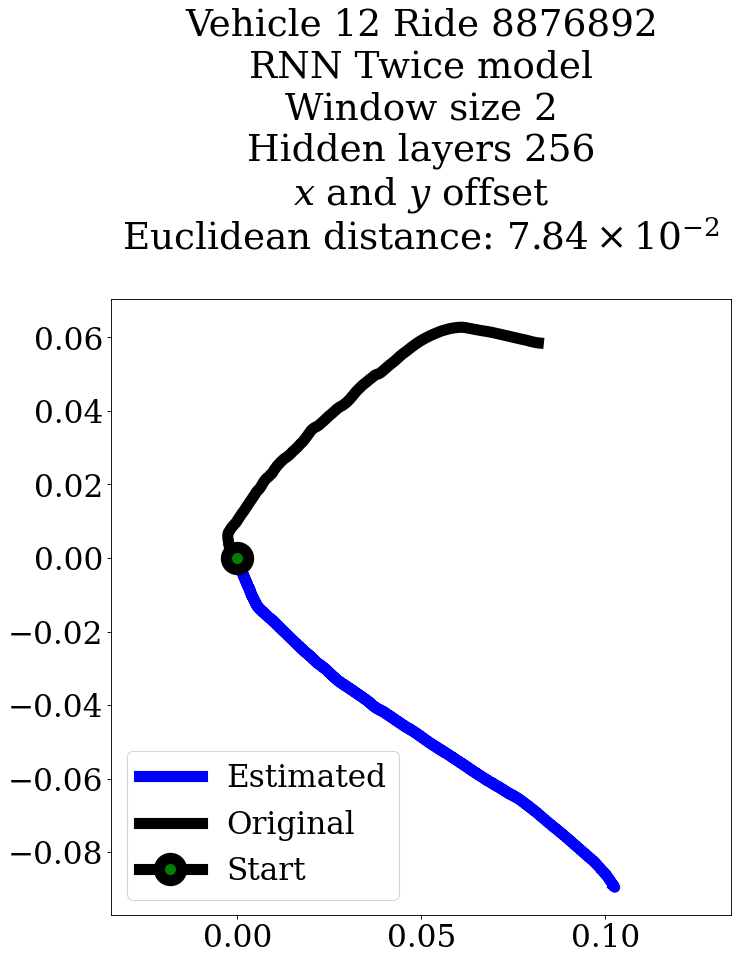 Vehicle 12 Ride 8876892
RNN Twice model
Window size 2
Hidden layers 256
x and y offset
Euclidean distance: 7.84 × 10⁻²
0.06
0.04
0.02
0.00
−0.02
−0.04
−0.06
−0.08
Estimated
Original
Start
0.00 0.05 0.10